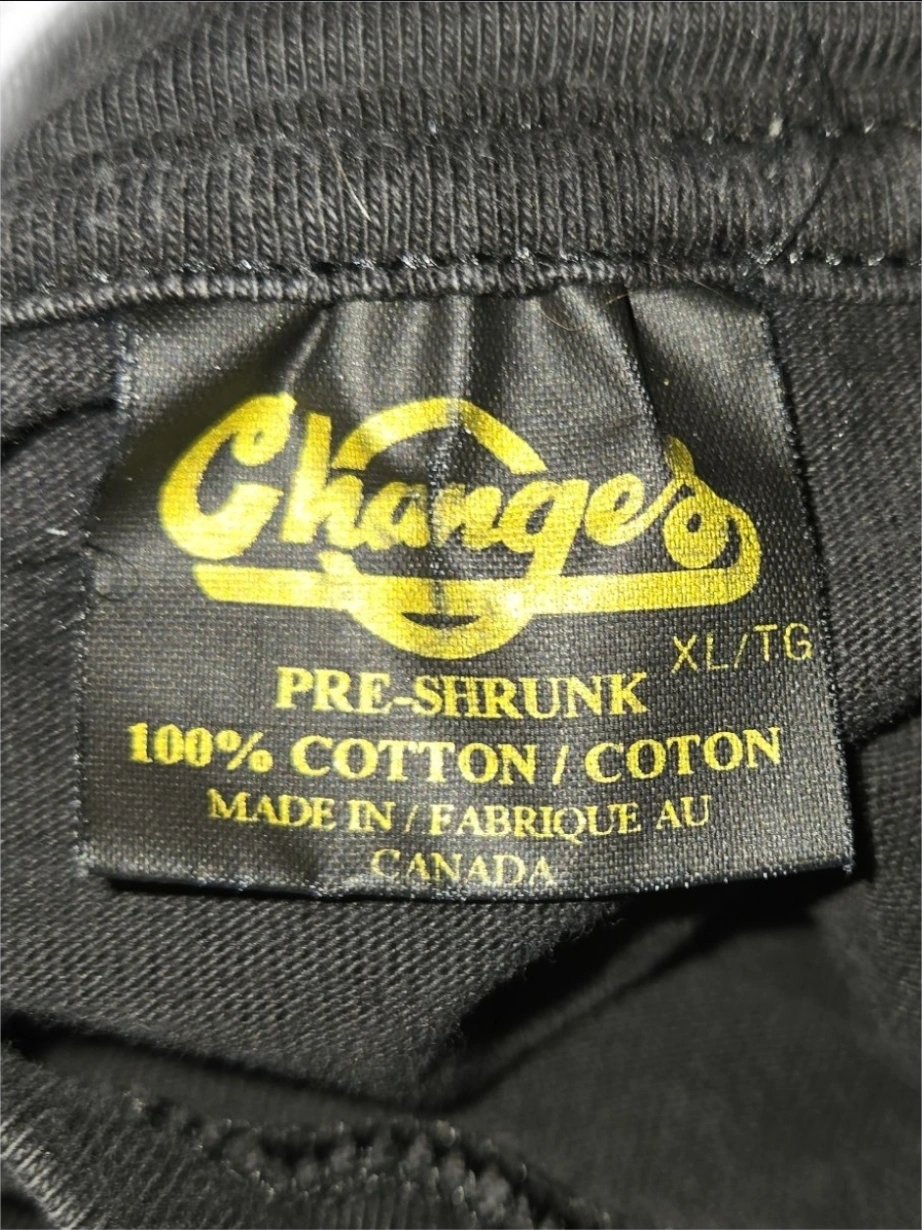 Changes
XL/TG
PRE-SHRUNK
100% COTTON / COTON
MADE IN / FABRIQUE AU
CANADA